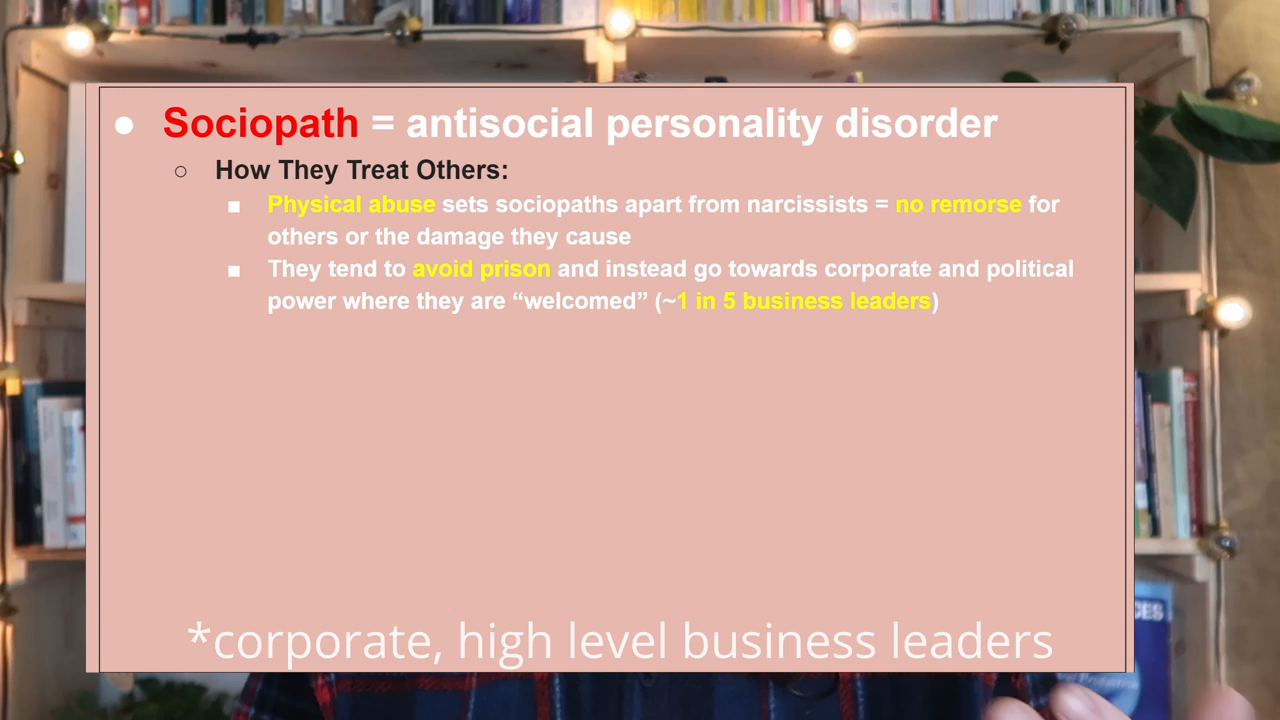 ● Sociopath = antisocial personality disorder
○ How They Treat Others:
■ Physical abuse sets sociopaths apart from narcissists = no remorse for
others or the damage they cause
■ They tend to avoid prison and instead go towards corporate and political
power where they are “welcomed” (~1 in 5 business leaders)
*corporate, high level business leaders